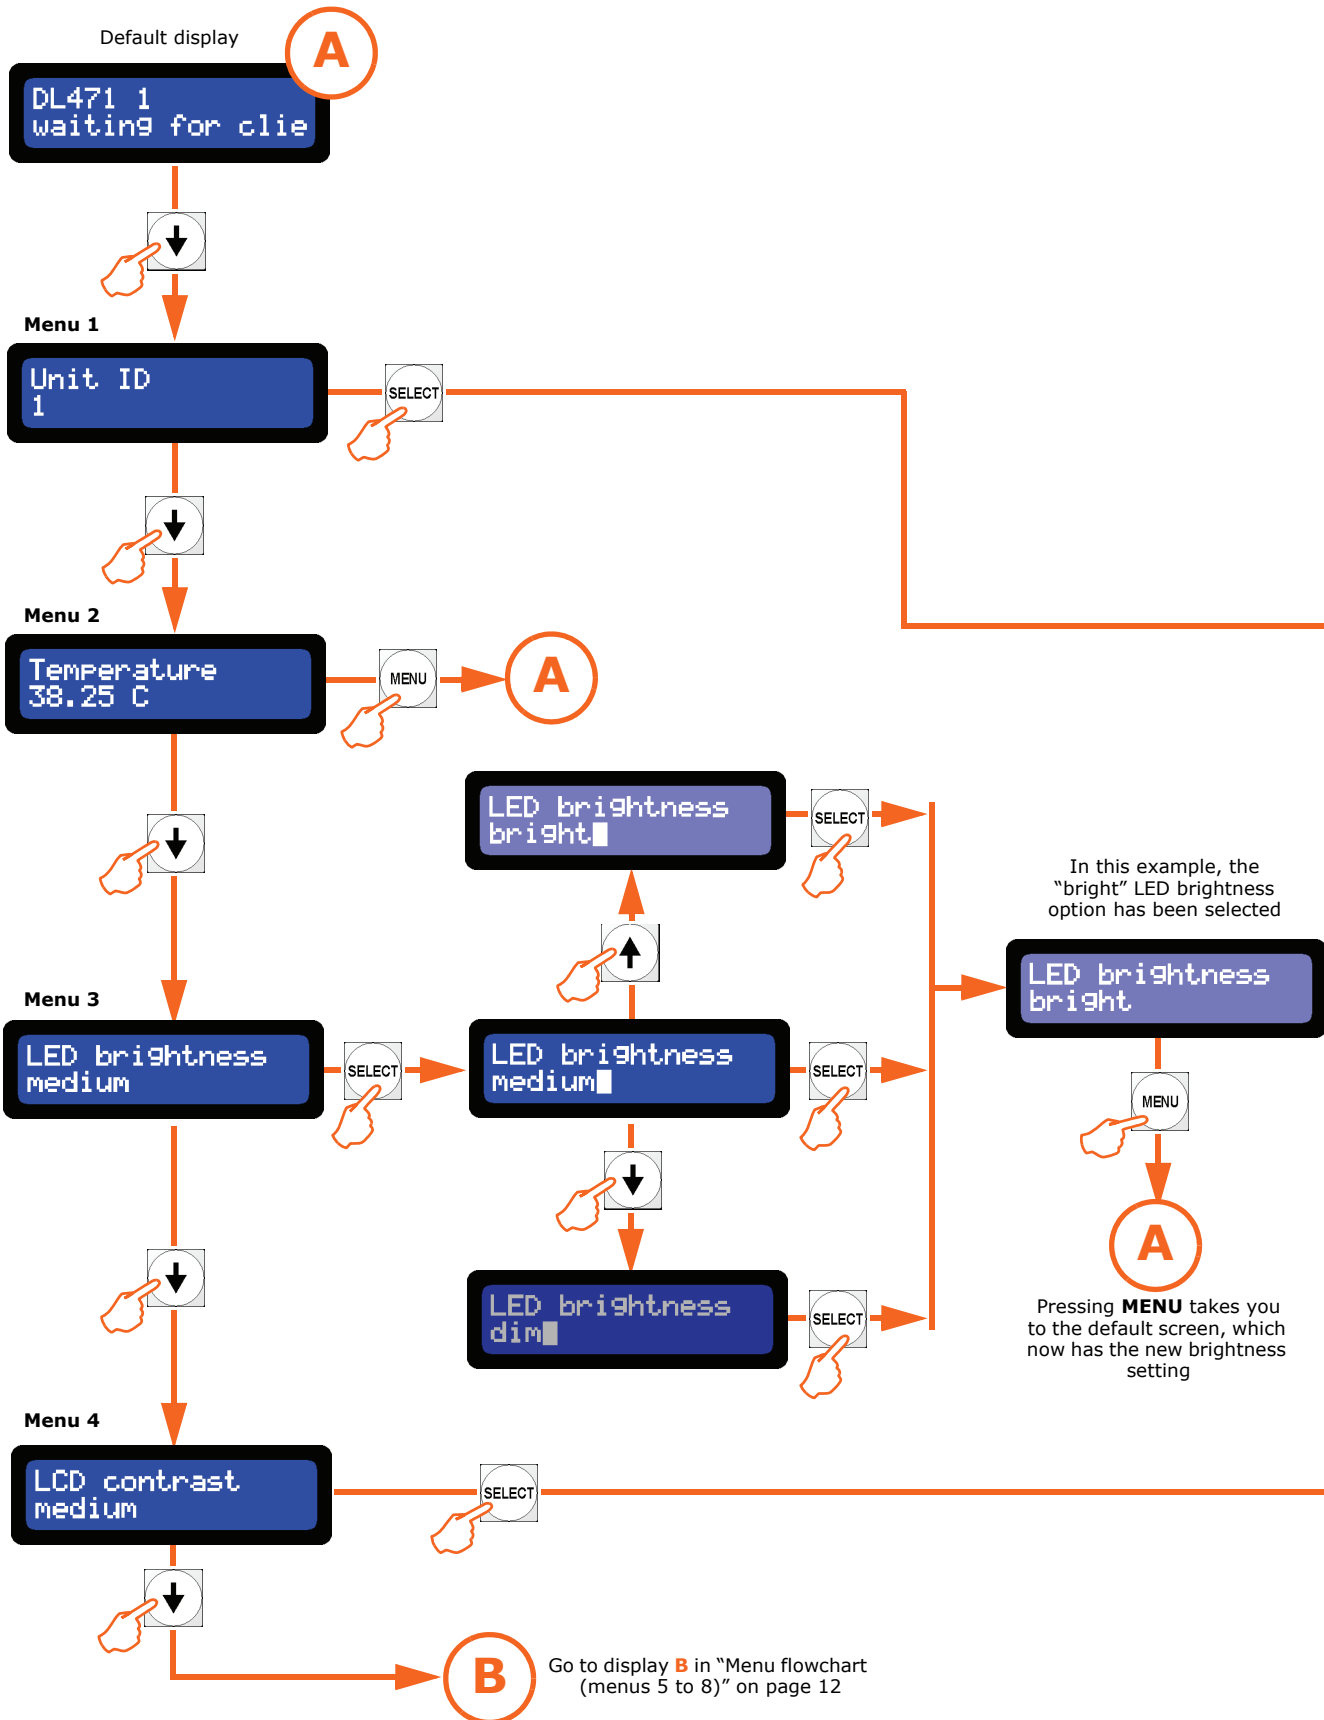 Default display
A
DL471 1
waiting for clie
Menu 1
Unit ID
1
SELECT
Menu 2
Temperature
38.25 C
MENU
A
LED brightness
bright
SELECT
In this example, the
“bright” LED brightness
option has been selected
LED brightness
bright
Menu 3
LED brightness
medium
SELECT
LED brightness
medium
SELECT
MENU
A
Pressing MENU takes you
to the default screen, which
now has the new brightness
setting
LED brightness
dim
SELECT
Menu 4
LCD contrast
medium
SELECT
B
Go to display B in “Menu flowchart
(menus 5 to 8)” on page 12